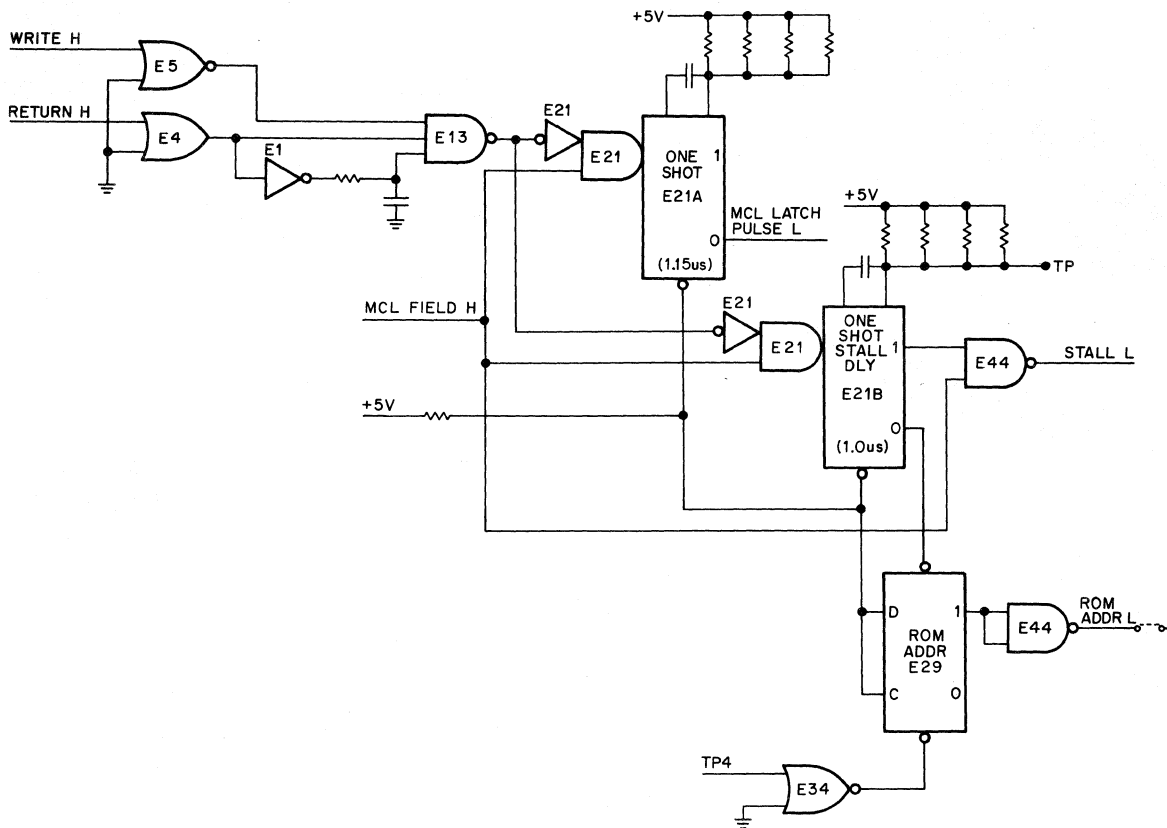 +5V
WRITE H
E5
RETURN H
E4
E1
E13
E21
E21
ONE
SHOT
E21A
1
0
(1.15us)
MCL LATCH
PULSE L
+5V
TP
MCL FIELD H
E21
E21
ONE
SHOT
STALL
DLY
E21B
1
0
(1.0us)
E44
STALL L
+5V
D
C
1
0
ROM
ADDR
E29
E44
ROM
ADDR L
TP4
E34